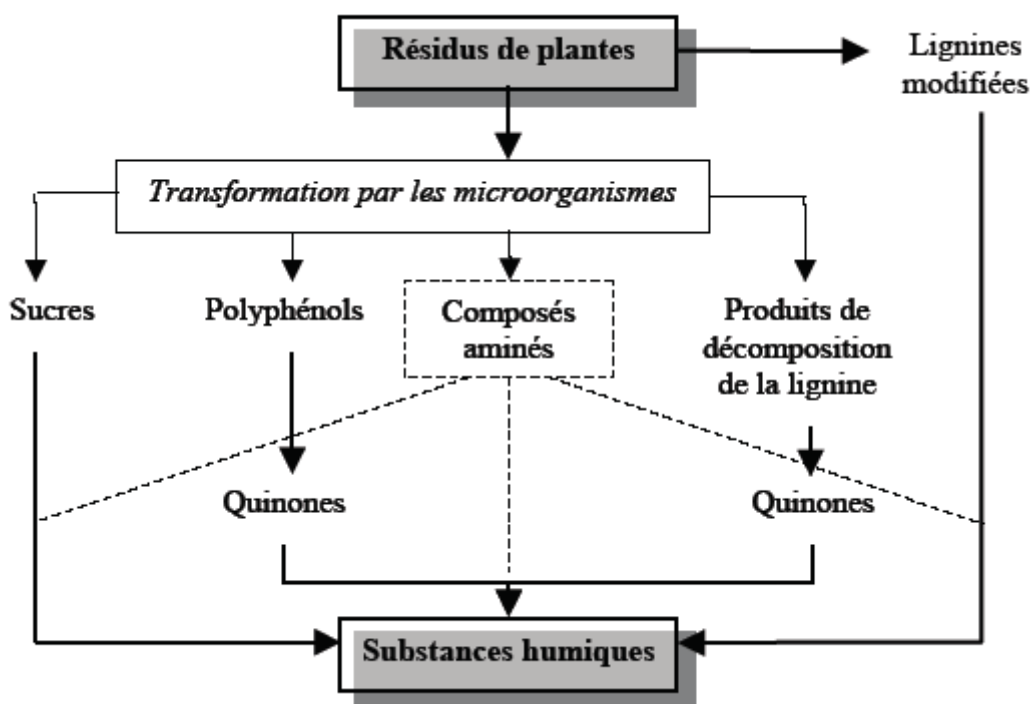 Résidus de plantes
Lignines
modifiées
Transformation par les microorganismes
Sucres
Polyphénols
Composés
aminés
Produits de
décomposition
de la lignine
Quinones
Quinones
Substances humiques